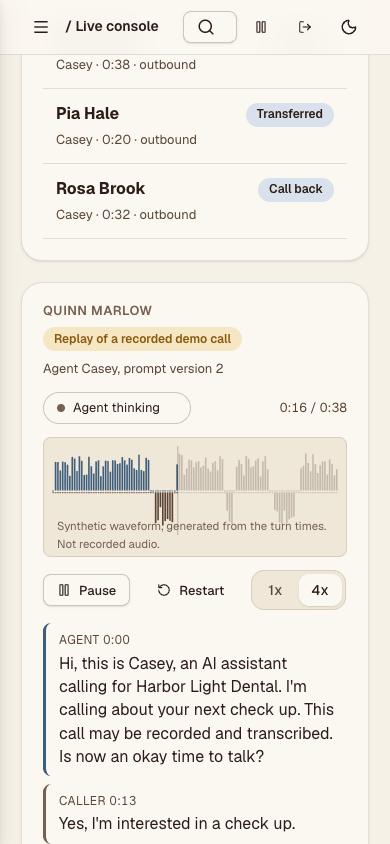 / Live console
Casey · 0:38 · outbound
Pia Hale
Transferred
Casey · 0:20 · outbound
Rosa Brook
Call back
Casey · 0:32 · outbound
QUINN MARLOW
Replay of a recorded demo call
Agent Casey, prompt version 2
Agent thinking
0:16 / 0:38
Synthetic waveform, generated from the turn times.
Not recorded audio.
Pause
Restart
1x
4x
AGENT 0:00
Hi, this is Casey, an AI assistant
calling for Harbor Light Dental. I'm
calling about your next check up. This
call may be recorded and transcribed.
Is now an okay time to talk?
CALLER 0:13
Yes, I'm interested in a check up.